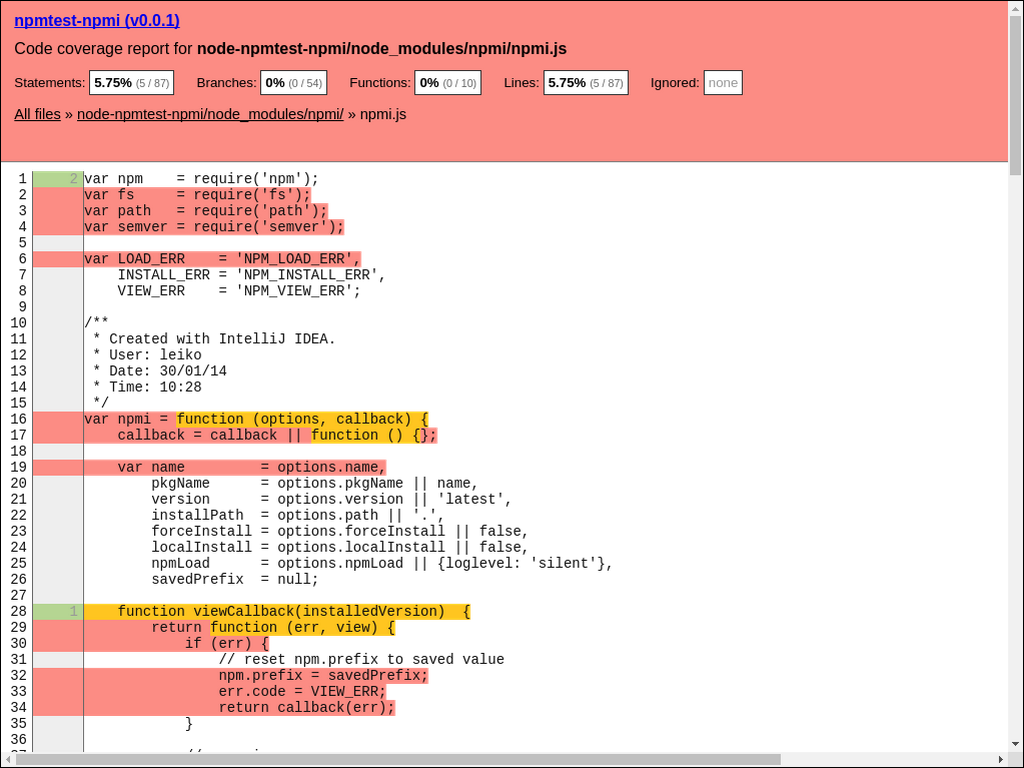 npmtest-npmi (v0.0.1)
Code coverage report for node-npmtest-npmi/node_modules/npmi/npmi.js
Statements: 5.75% (5 / 87) Branches: 0% (0 / 54) Functions: 0% (0 / 10) Lines: 5.75% (5 / 87) Ignored: none
All files » node-npmtest-npmi/node_modules/npmi/ » npmi.js
1 2 var npm    = require('npm');
2 var fs     = require('fs');
3 var path   = require('path');
4 var semver = require('semver');
5
6 var LOAD_ERR    = 'NPM_LOAD_ERR',
7     INSTALL_ERR = 'NPM_INSTALL_ERR',
8     VIEW_ERR    = 'NPM_VIEW_ERR';
9
10 /**
11  * Created with IntelliJ IDEA.
12  * User: leiko
13  * Date: 30/01/14
14  * Time: 10:28
15  */
16 var npmi = function (options, callback) {
17     callback = callback || function () {};
18
19     var name         = options.name,
20         pkgName      = options.pkgName || name,
21         version      = options.version || 'latest',
22         installPath  = options.path || '.',
23         forceInstall = options.forceInstall || false,
24         localInstall = options.localInstall || false,
25         npmLoad      = options.npmLoad || {loglevel: 'silent'},
26         savedPrefix  = null;
27
28 1     function viewCallback(installedVersion)  {
29         return function (err, view) {
30             if (err) {
31                 // reset npm.prefix to saved value
32                 npm.prefix = savedPrefix;
33                 err.code = VIEW_ERR;
34                 return callback(err);
35             }
36